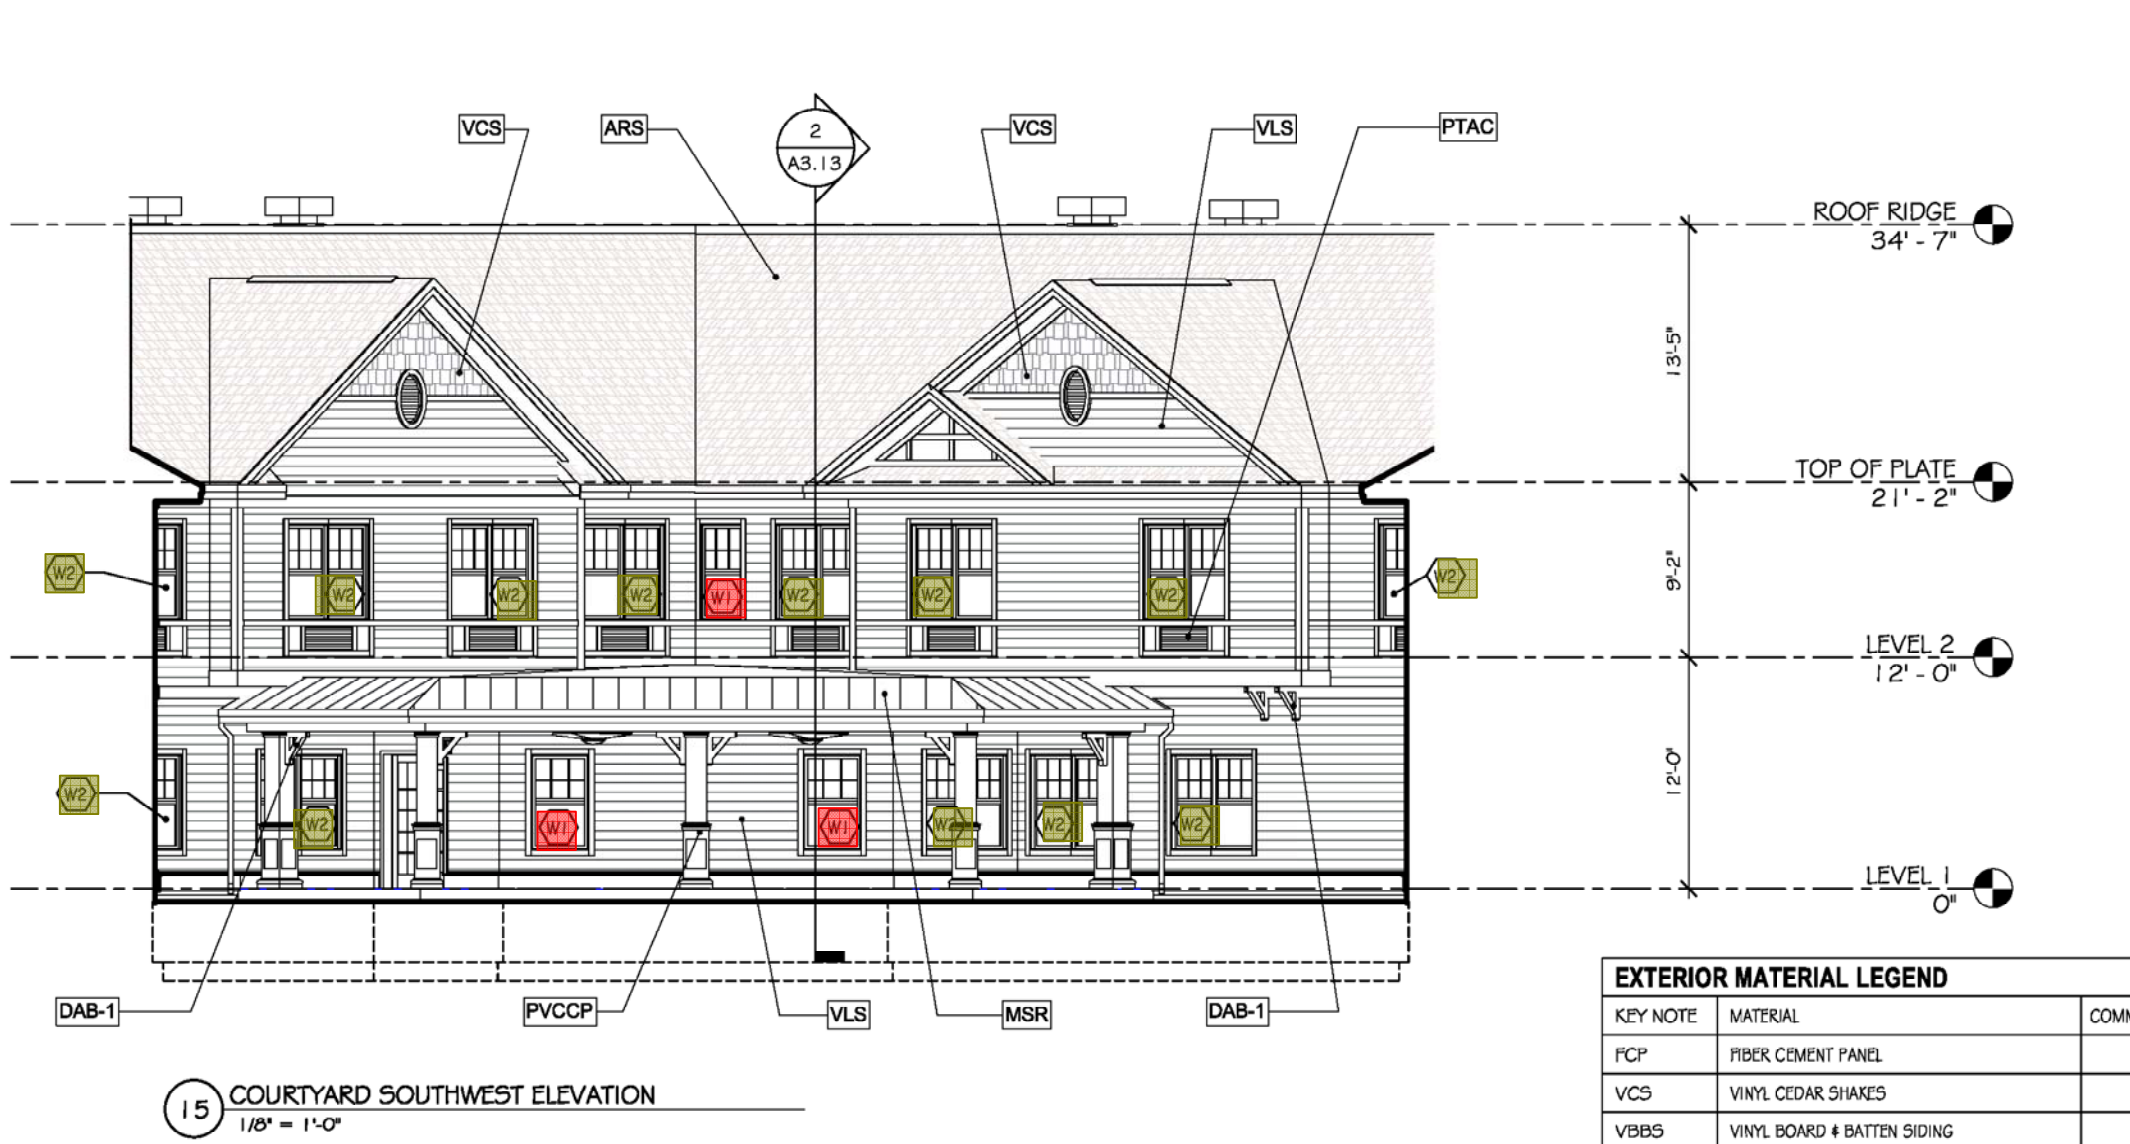 VCS
ARS
2
A3.13
VCS
VLS
PTAC
ROOF RIDGE
34' - 7"
13'-5"
TOP OF PLATE
21' - 2"
W2
W2
W2
W2
W1
W2
W2
W2
W2
9'-2"
LEVEL 2
12' - 0"
12'-0"
W2
W2
W1
W1
W2
W2
W2
LEVEL 1
0"
DAB-1
PVCCP
VLS
MSR
DAB-1
EXTERIOR MATERIAL LEGEND
KEY NOTE MATERIAL
FCP FIBER CEMENT PANEL
VCS VINYL CEDAR SHAKES
VBBS VINYL BOARD & BATTEN SIDING
15 COURTYARD SOUTHWEST ELEVATION
1/8" = 1'-0"